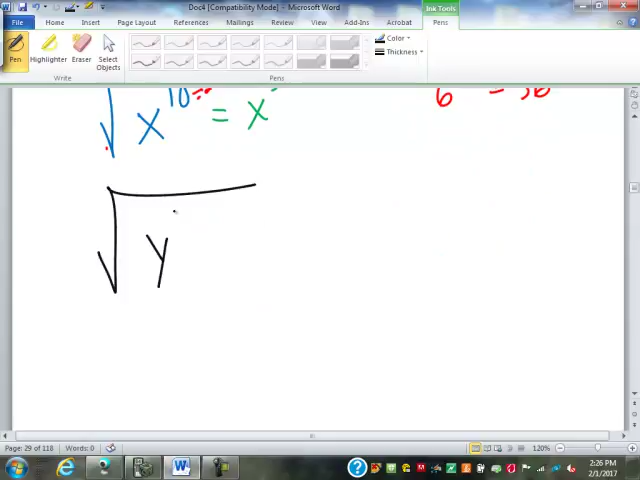 Doc4 [Compatibility Mode] - Microsoft Word
Ink Tools
File Home Insert Page Layout References Mailings Review View Add-Ins Acrobat Pens
Pen Highlighter Eraser Select Objects
Color
Thickness
Write Pens
√x^10÷ = x
6 = 36
√y
Page: 29 of 118 Words: 0 120%
2:26 PM
2/1/2017